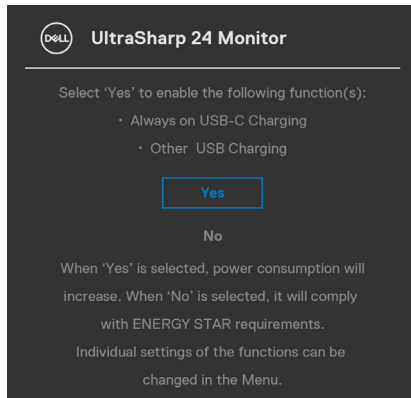 DELL UltraSharp 24 Monitor
Select ‘Yes’ to enable the following function(s):
· Always on USB-C Charging
· Other USB Charging
Yes
No
When ‘Yes’ is selected, power consumption will
increase. When ‘No’ is selected, it will comply
with ENERGY STAR requirements.
Individual settings of the functions can be
changed in the Menu.